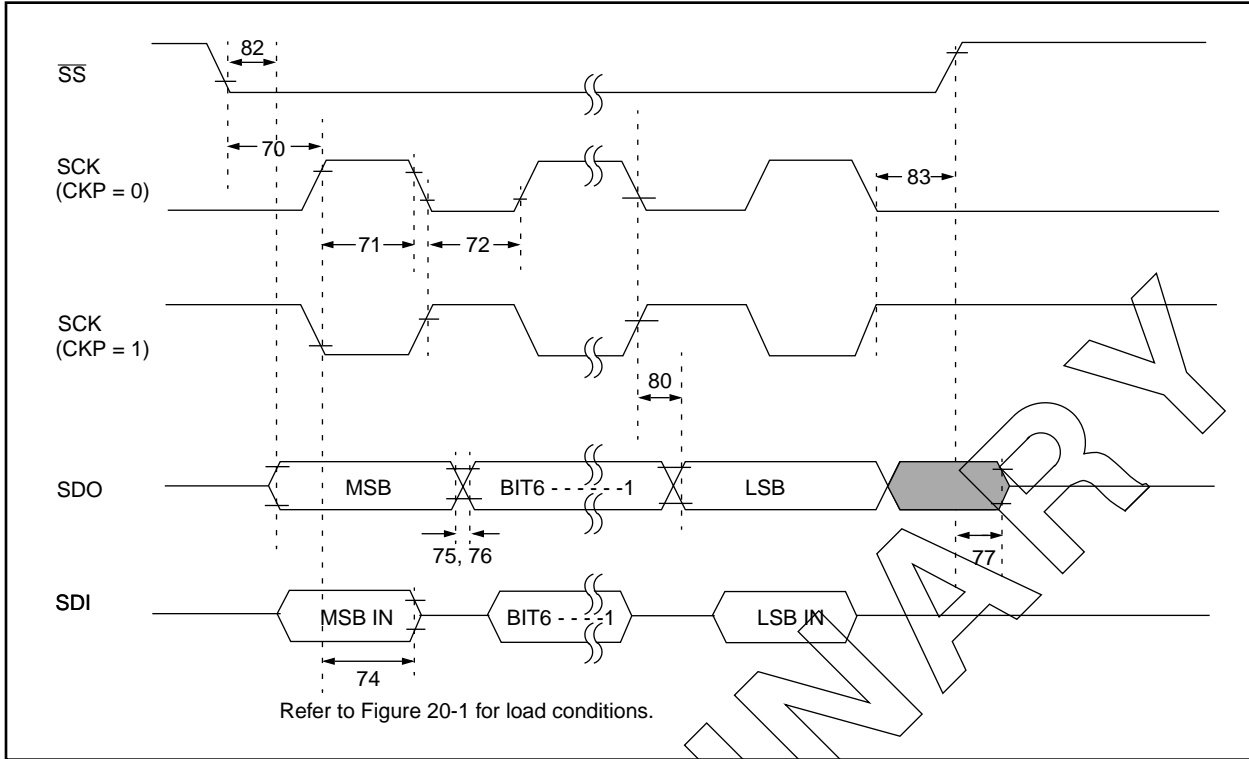 82
SS
70
SCK
(CKP = 0)
83
71
72
SCK
(CKP = 1)
80
SDO
MSB
BIT6 - - - - - -1
LSB
75, 76
77
SDI
MSB IN
BIT6 - - - -1
LSB IN
74
Refer to Figure 20-1 for load conditions.
INARY